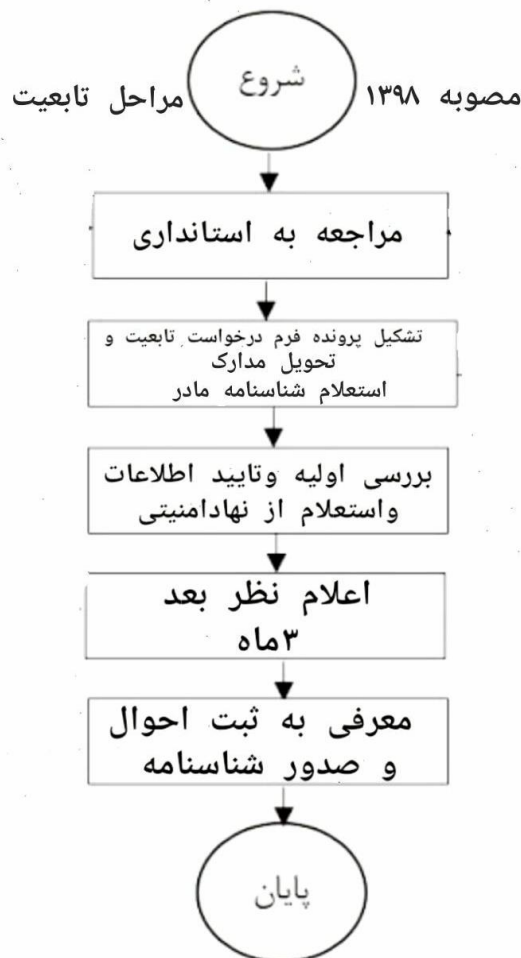 مصوبه ۱۳۹۸ مراحل تابعیت
شروع
مراجعه به استانداری
تشکیل پرونده فرم درخواست تابعیت و
تحویل مدارک
استعلام شناسنامه مادر
بررسی اولیه وتایید اطلاعات
واستعلام از نهادامنیتی
اعلام نظر بعد
۳ماه
معرفی به ثبت احوال
و صدور شناسنامه
پایان